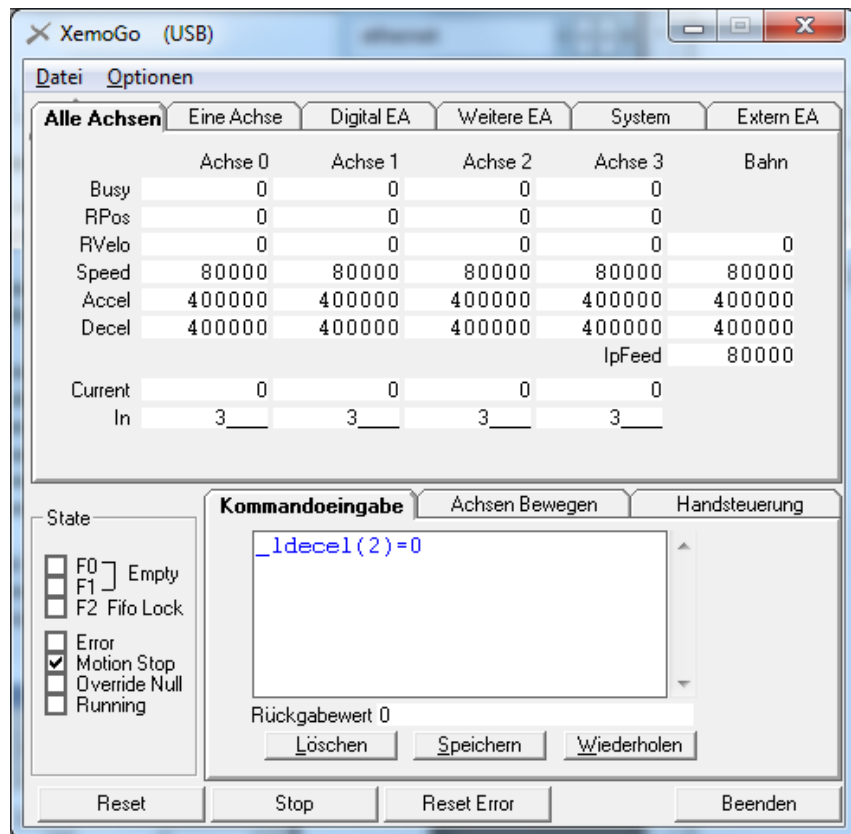 XemoGo (USB)
Datei Optionen
Alle Achsen Eine Achse Digital EA Weitere EA System Extern EA
Achse 0 Achse 1 Achse 2 Achse 3 Bahn
Busy 0 0 0 0
RPos 0 0 0 0
RVelo 0 0 0 0 0
Speed 80000 80000 80000 80000 80000
Accel 400000 400000 400000 400000 400000
Decel 400000 400000 400000 400000 400000
IpFeed 80000
Current 0 0 0 0
In 3___ 3___ 3___ 3___
State
F0
F1
Empty
F2 Fifo Lock
Error
Motion Stop
Override Null
Running
Kommandoeingabe Achsen Bewegen Handsteuerung
_ldecel(2)=0
Rückgabewert 0
Löschen Speichern Wiederholen
Reset Stop Reset Error Beenden